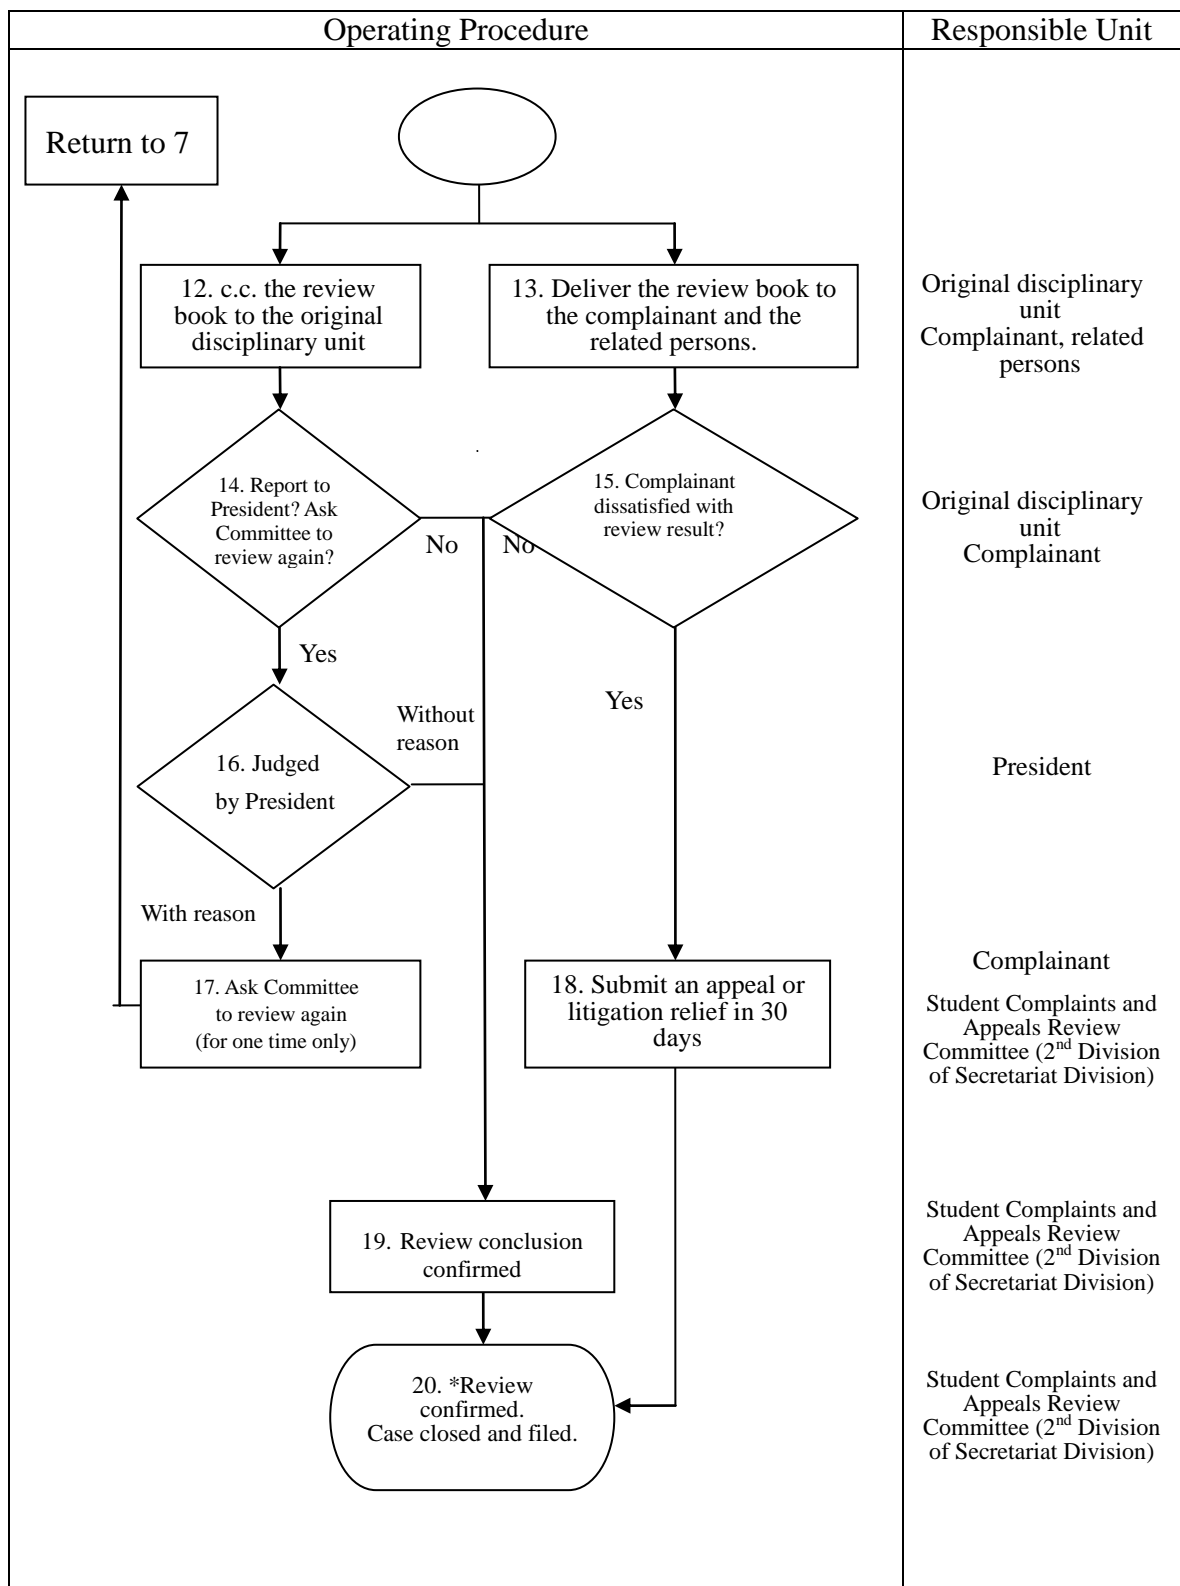 Operating Procedure
Responsible Unit
Return to 7
12. c.c. the review
book to the original
disciplinary unit
13. Deliver the review book to
the complainant and the
related persons.
Original disciplinary
unit
Complainant, related
persons
14. Report to
President? Ask
Committee to
review again?
No
No
15. Complainant
dissatisfied with
review result?
Original disciplinary
unit
Complainant
Yes
Yes
Without
reason
16. Judged
by President
President
With reason
17. Ask Committee
to review again
(for one time only)
18. Submit an appeal or
litigation relief in 30
days
Complainant
Student Complaints and
Appeals Review
Committee (2nd Division
of Secretariat Division)
19. Review conclusion
confirmed
Student Complaints and
Appeals Review
Committee (2nd Division
of Secretariat Division)
20. *Review
confirmed.
Case closed and filed.
Student Complaints and
Appeals Review
Committee (2nd Division
of Secretariat Division)